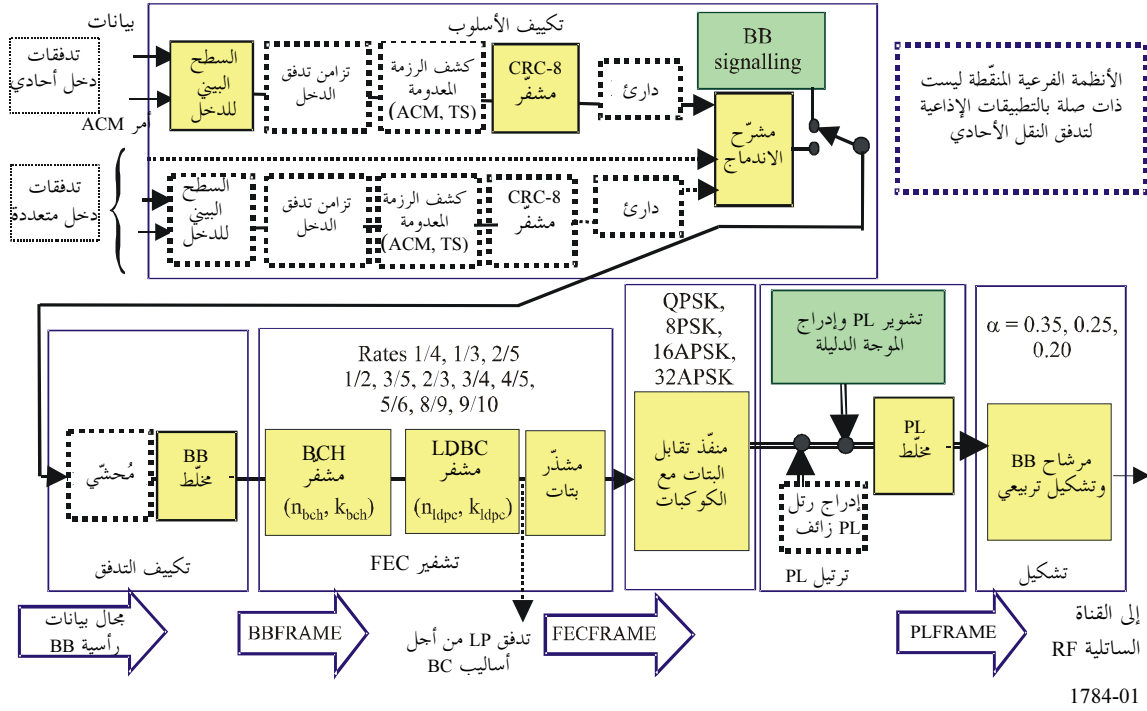 بيانات
تكييف الأسلوب
تدفقات
دخل أحادي
أمر ACM
السطح
البيني
للدخل
تزامن تدفق
الدخل
كشف الرزمة
المعدومة
(ACM, TS)
CRC-8
مشفّر
دارئ
BB
signalling
مشرّح
الاندماج
الأنظمة الفرعية المنقّطة ليست
ذات صلة بالتطبيقات الإذاعية
لتدفق النقل الأحادي
تدفقات
دخل متعددة
السطح
البيني
للدخل
تزامن تدفق
الدخل
كشف الرزمة
المعدومة
(ACM, TS)
CRC-8
مشفّر
دارئ
مُحشّي
BB
مخلّط
تكييف التدفق
Rates 1/4, 1/3, 2/5
1/2, 3/5, 2/3, 3/4, 4/5,
5/6, 8/9, 9/10
BCH
مشفّر
(nbch, kbch)
LDBC
مشفّر
(nldpc, kldpc)
مشذّر
بتات
تشفير FEC
QPSK,
8PSK,
16APSK,
32APSK
منفّذ تقابل
البتات مع
الكوكبات
تشوير PL وإدراج
الموجة الدليلة
PL
مخلّط
إدراج رتل
PL زائف
ترتيل PL
α = 0.35, 0.25,
0.20
مرشاح BB
وتشكيل تربيعي
تشكيل
مجال بيانات
رأسية BB
BBFRAME
تدفق LP من أجل
أساليب BC
FECFRAME
PLFRAME
إلى القناة
الساتلية RF
1784-01